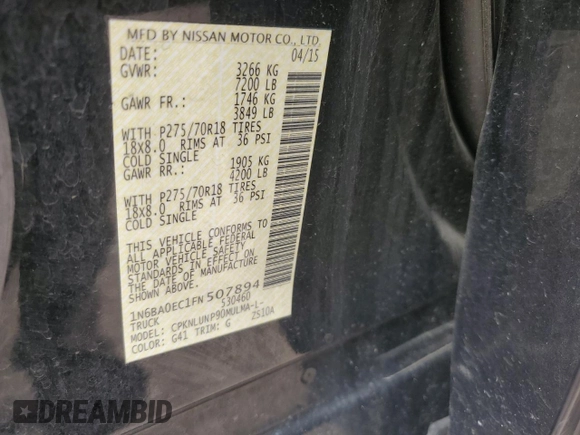 MFD BY NISSAN MOTOR CO., LTD.
DATE: 04/15
GVWR: 3266 KG
7200 LB
GAWR FR.: 1746 KG
3849 LB
WITH P275/70R18 TIRES
18x8.0 RIMS AT 36 PSI
COLD SINGLE
GAWR RR.: 1905 KG
4200 LB
WITH P275/70R18 TIRES
18x8.0 RIMS AT 36 PSI
COLD SINGLE
THIS VEHICLE CONFORMS TO
ALL APPLICABLE FEDERAL
MOTOR VEHICLE SAFETY
STANDARDS IN EFFECT ON
THE DATE OF MANUFACTURE
SHOWN ABOVE.
1N6BA0EC1FN 507894
TRUCK 530460
MODEL: CPKNLUNP90MULMA-L-
COLOR: G41 TRIM: G ZS10A
DREAMBID